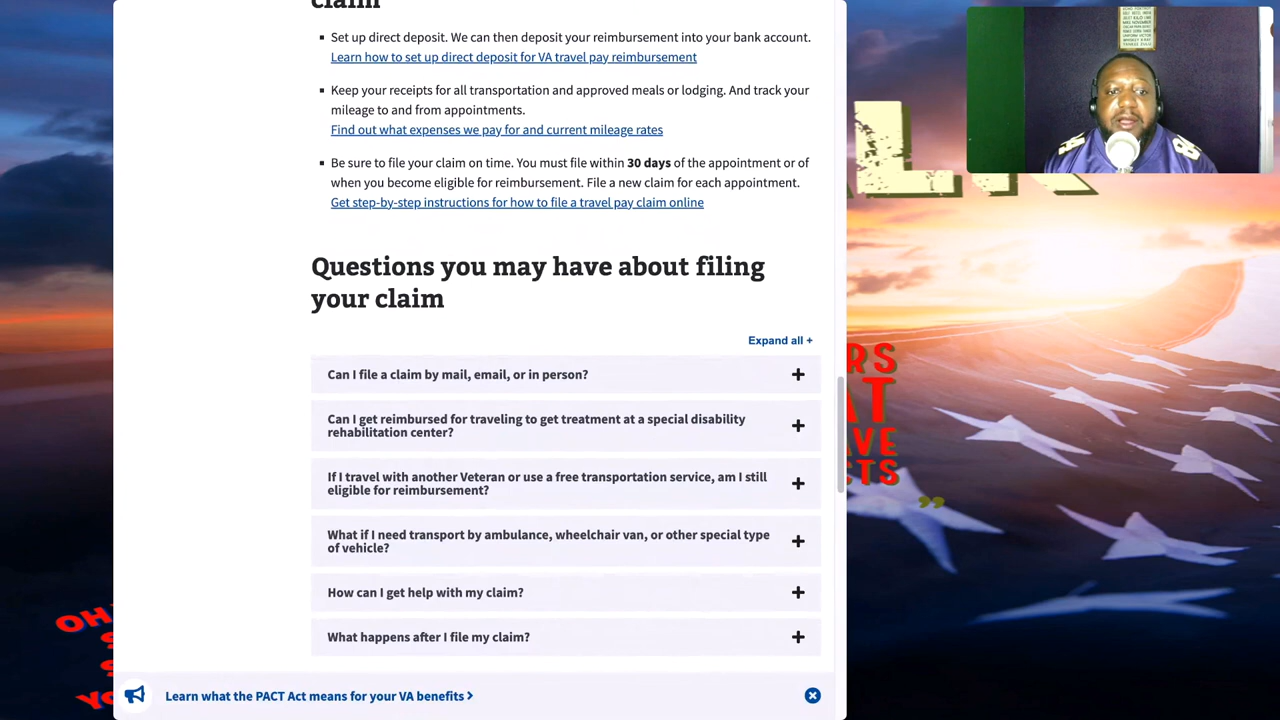 claim
Set up direct deposit. We can then deposit your reimbursement into your bank account.
Learn how to set up direct deposit for VA travel pay reimbursement
Keep your receipts for all transportation and approved meals or lodging. And track your
mileage to and from appointments.
Find out what expenses we pay for and current mileage rates
Be sure to file your claim on time. You must file within 30 days of the appointment or of
when you become eligible for reimbursement. File a new claim for each appointment.
Get step-by-step instructions for how to file a travel pay claim online
Questions you may have about filing
your claim
Expand all +
Can I file a claim by mail, email, or in person?
Can I get reimbursed for traveling to get treatment at a special disability
rehabilitation center?
If I travel with another Veteran or use a free transportation service, am I still
eligible for reimbursement?
What if I need transport by ambulance, wheelchair van, or other special type
of vehicle?
How can I get help with my claim?
What happens after I file my claim?
Learn what the PACT Act means for your VA benefits